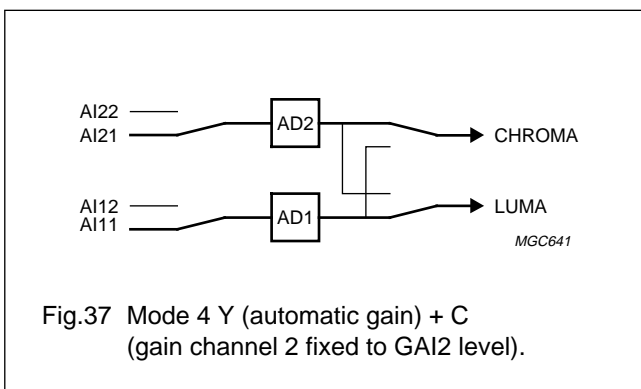 AI22
AI21
AD2
CHROMA
AI12
AI11
AD1
LUMA
MGC641
Fig.37 Mode 4 Y (automatic gain) + C
(gain channel 2 fixed to GAI2 level).